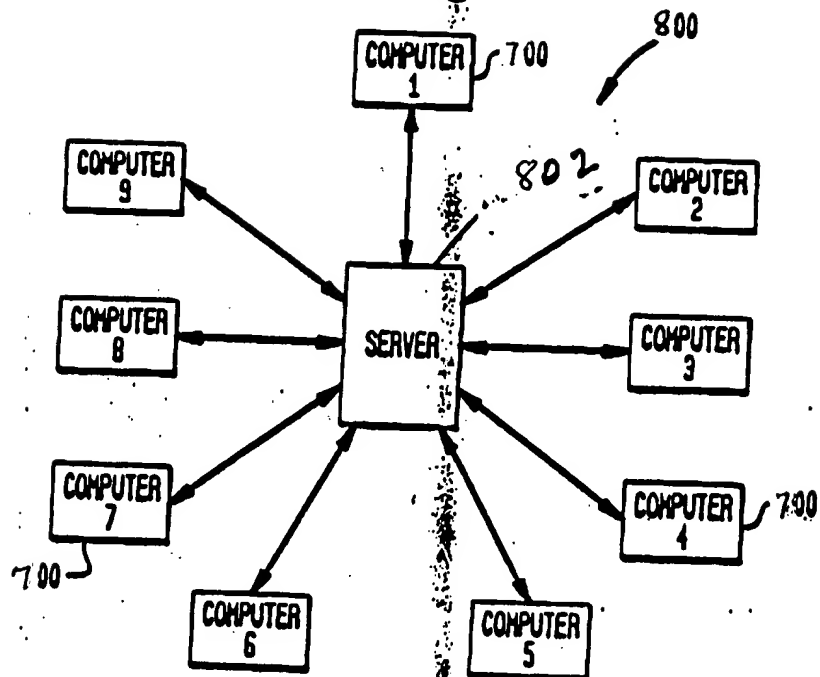 800
COMPUTER
1
700
COMPUTER
9
802
COMPUTER
2
COMPUTER
8
SERVER
COMPUTER
3
COMPUTER
7
700
COMPUTER
4
700
COMPUTER
6
COMPUTER
5